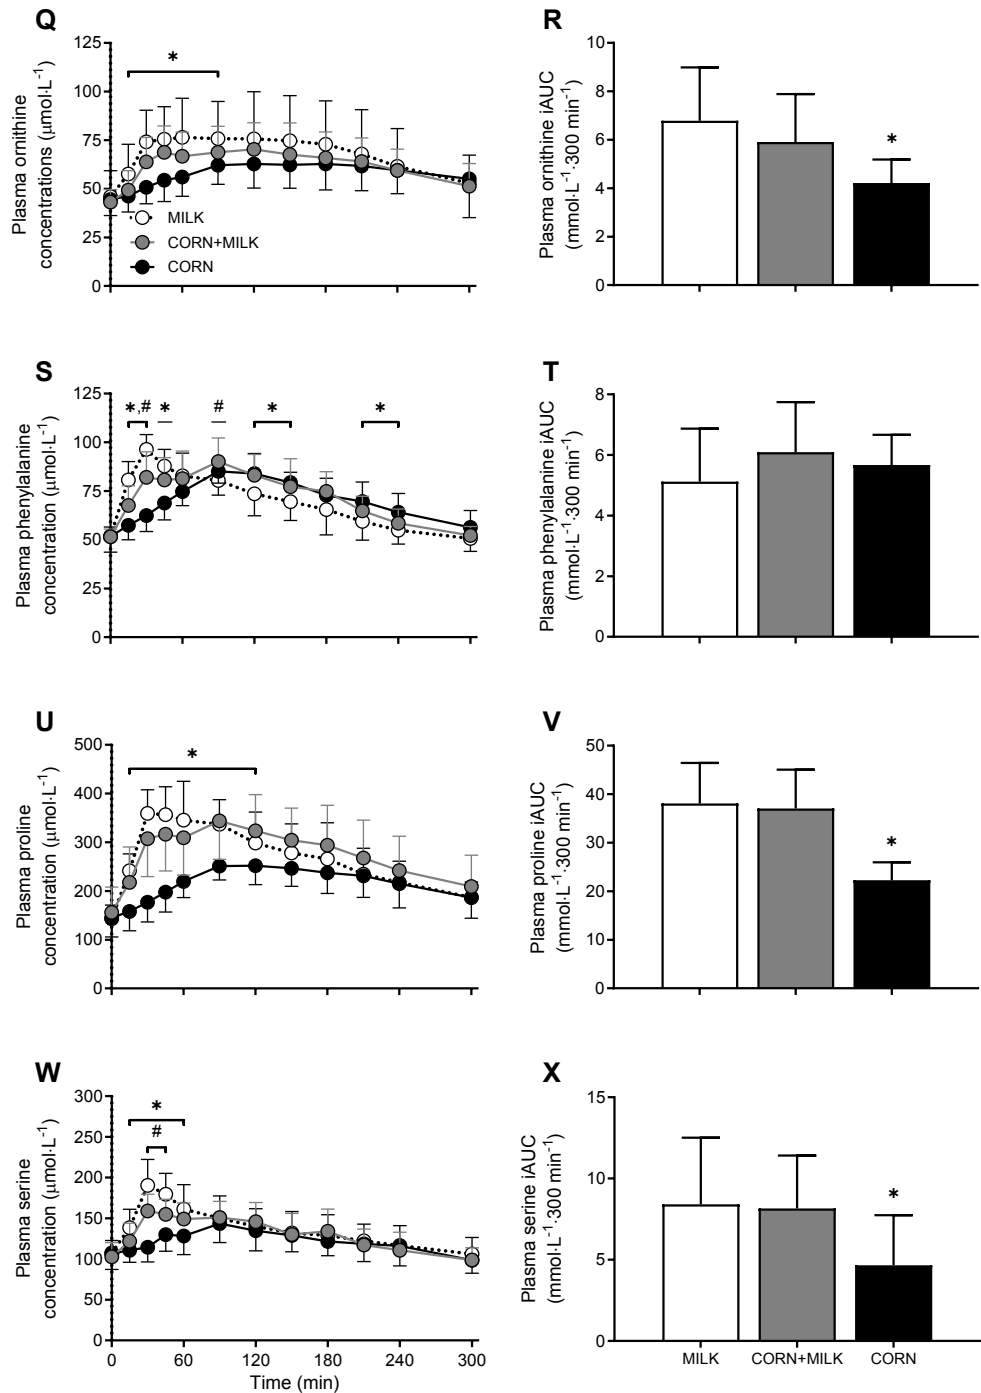 Q
Plasma ornithine
concentrations (μmol·L⁻¹)
125
100
75
50
25
0
*
MILK
CORN+MILK
CORN
R
Plasma ornithine iAUC
(mmol·L⁻¹·300 min⁻¹)
10
8
6
4
2
0
*
S
Plasma phenylalanine
concentration (μmol·L⁻¹)
125
100
75
50
25
0
*,# * # * *
T
Plasma phenylalanine iAUC
(mmol·L⁻¹·300 min⁻¹)
8
6
4
2
0
U
Plasma proline
concentration (μmol·L⁻¹)
500
400
300
200
100
0
*
V
Plasma proline iAUC
(mmol·L⁻¹·300 min⁻¹)
50
40
30
20
10
0
*
W
Plasma serine
concentration (μmol·L⁻¹)
300
250
200
150
100
50
0
*
#
0 60 120 180 240 300
Time (min)
X
Plasma serine iAUC
(mmol·L⁻¹·300 min⁻¹)
15
10
5
0
*
MILK CORN+MILK CORN